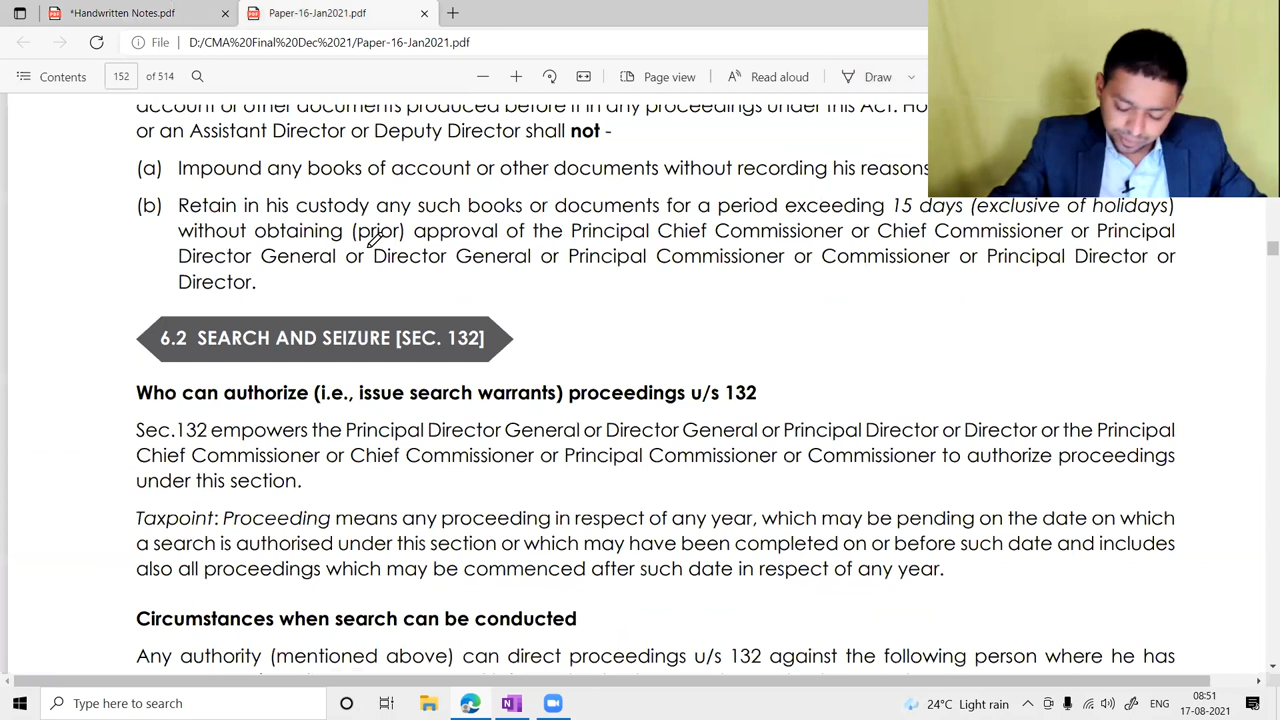 *Handwritten Notes.pdf
Paper-16-Jan2021.pdf
File
D:/CMA%20Final%20Dec%2021/Paper-16-Jan2021.pdf
Contents
152
of 514
Page view
Read aloud
Draw
account or other documents produced before it in any proceedings under this Act.
or an Assistant Director or Deputy Director shall not -
(a) Impound any books of account or other documents without recording his reasons
(b) Retain in his custody any such books or documents for a period exceeding 15 days (exclusive of holidays)
without obtaining (prior) approval of the Principal Chief Commissioner or Chief Commissioner or Principal
Director General or Director General or Principal Commissioner or Commissioner or Principal Director or
Director.
6.2 SEARCH AND SEIZURE [SEC. 132]
Who can authorize (i.e., issue search warrants) proceedings u/s 132
Sec.132 empowers the Principal Director General or Director General or Principal Director or Director or the Principal
Chief Commissioner or Chief Commissioner or Principal Commissioner or Commissioner to authorize proceedings
under this section.
Taxpoint: Proceeding means any proceeding in respect of any year, which may be pending on the date on which
a search is authorised under this section or which may have been completed on or before such date and includes
also all proceedings which may be commenced after such date in respect of any year.
Circumstances when search can be conducted
Any authority (mentioned above) can direct proceedings u/s 132 against the following person where he has
Type here to search
24°C Light rain
ENG
08:51
17-08-2021